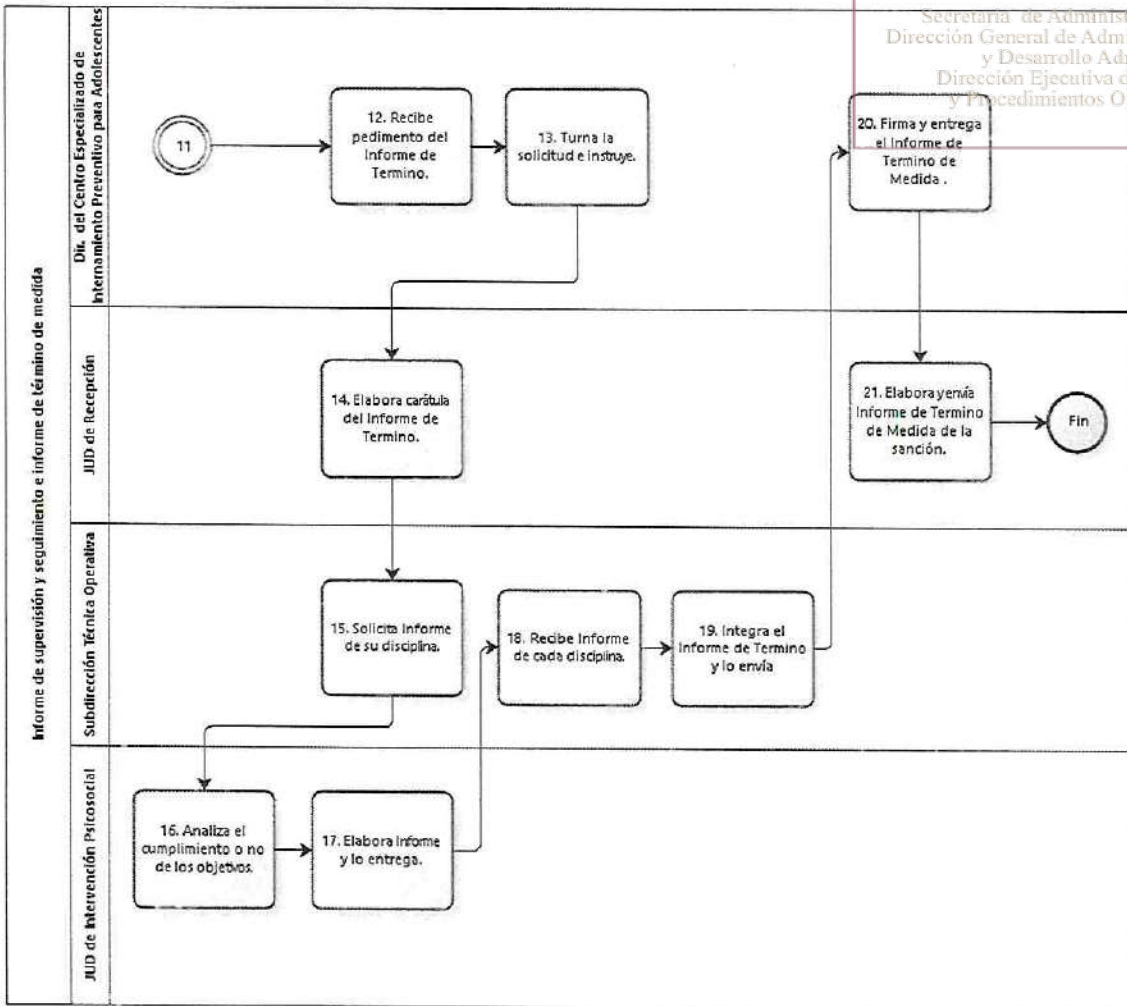 Secretaría de Administ
Dirección General de Adm
y Desarrollo Ad
Dirección Ejecutiva d
y Procedimientos O
Informe de supervisión y seguimiento e informe de término de medida
Dir. del Centro Especializado de
Internamiento Preventivo para Adolescentes
11
12. Recibe
pedimento del
Informe de
Termino.
13. Turna la
solicitud e instruye.
20. Firma y entrega
el Informe de
Termino de
Medida .
JUD de Recepción
14. Elabora carátula
del Informe de
Termino.
21. Elabora y envía
Informe de Termino
de Medida de la
sanción.
Fin
Subdirección Técnica Operativa
15. Solicita Informe
de su disciplina.
18. Recibe Informe
de cada disciplina.
19. Integra el
Informe de Termino
y lo envía
JUD de Intervención Psicosocial
16. Analiza el
cumplimiento o no
de los objetivos.
17. Elabora Informe
y lo entrega.